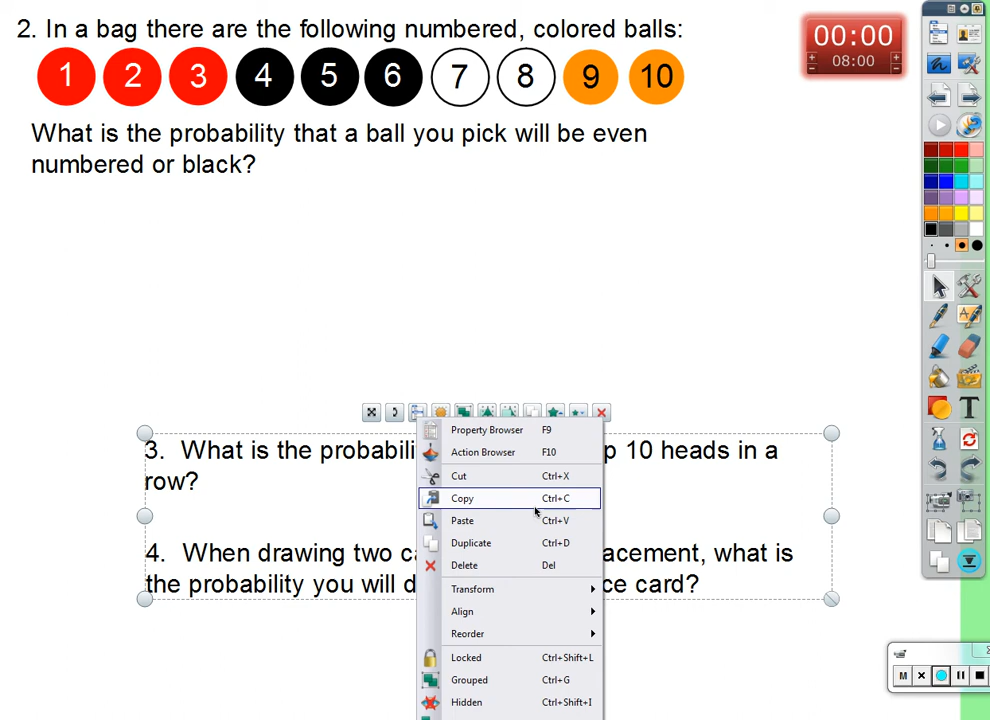 2. In a bag there are the following numbered, colored balls:
1 2 3 4 5 6 7 8 9 10
What is the probability that a ball you pick will be even
numbered or black?
00:00
08:00
3. What is the probabili p 10 heads in a
row?
4. When drawing two ca acement, what is
the probability you will d ce card?
Property Browser F9
Action Browser F10
Cut Ctrl+X
Copy Ctrl+C
Paste Ctrl+V
Duplicate Ctrl+D
Delete Del
Transform
Align
Reorder
Locked Ctrl+Shift+L
Grouped Ctrl+G
Hidden Ctrl+Shift+I
M